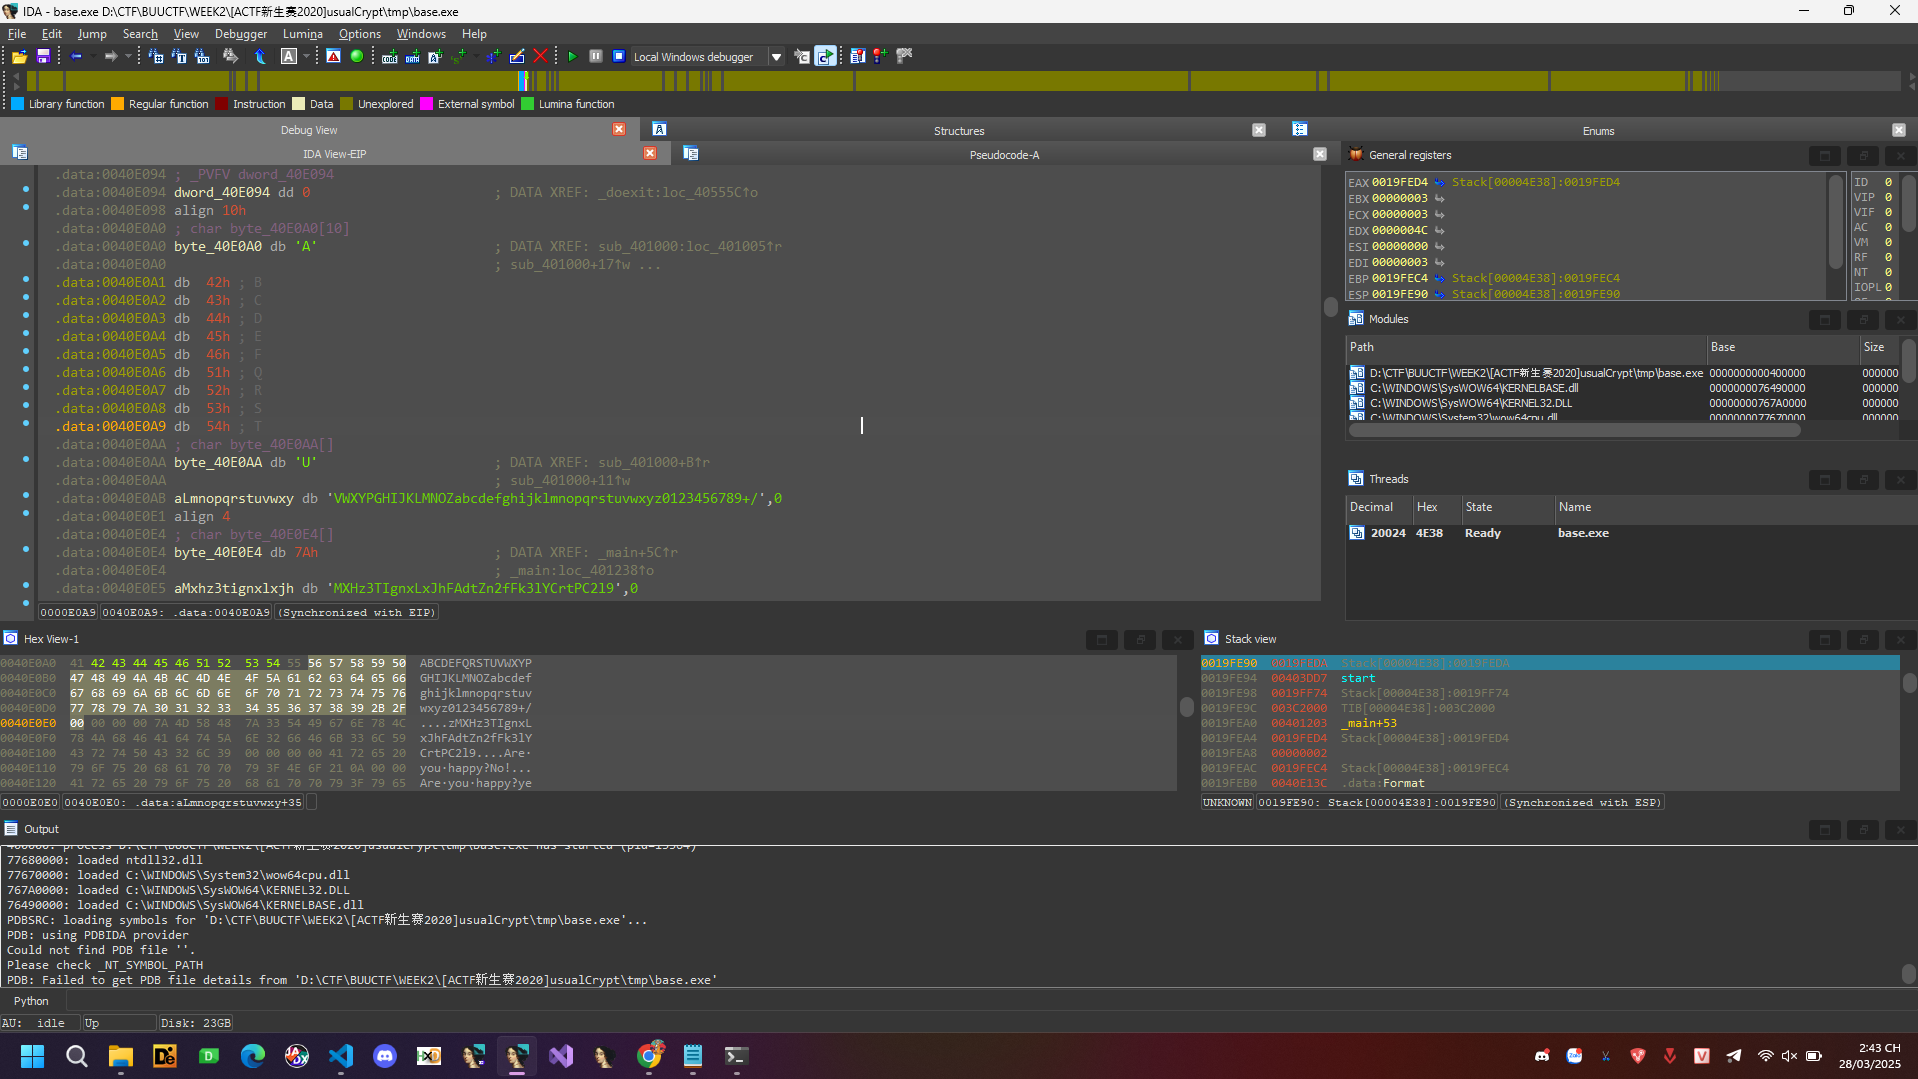 IDA - base.exe D:\CTF\BUUCTF\WEEK2\[ACTF新生赛2020]usualCrypt\tmp\base.exe
File Edit Jump Search View Debugger Lumina Options Windows Help
Local Windows debugger
Library function Regular function Instruction Data Unexplored External symbol Lumina function
Debug View Structures Enums
IDA View-EIP Pseudocode-A
.data:0040E094 ; _PVFV dword_40E094
.data:0040E094 dword_40E094 dd 0 ; DATA XREF: _doexit:loc_40555C↑o
.data:0040E098 align 10h
.data:0040E0A0 ; char byte_40E0A0[10]
.data:0040E0A0 byte_40E0A0 db 'A' ; DATA XREF: sub_401000:loc_401005↑r
.data:0040E0A0 ; sub_401000+17↑w ...
.data:0040E0A1 db 42h ; B
.data:0040E0A2 db 43h ; C
.data:0040E0A3 db 44h ; D
.data:0040E0A4 db 45h ; E
.data:0040E0A5 db 46h ; F
.data:0040E0A6 db 51h ; Q
.data:0040E0A7 db 52h ; R
.data:0040E0A8 db 53h ; S
.data:0040E0A9 db 54h ; T
.data:0040E0AA ; char byte_40E0AA[]
.data:0040E0AA byte_40E0AA db 'U' ; DATA XREF: sub_401000+B↑r
.data:0040E0AA ; sub_401000+11↑w
.data:0040E0AB aLmnopqrstuvwxy db 'VWXYPGHIJKLMNOZabcdefghijklmnopqrstuvwxyz0123456789+/',0
.data:0040E0E1 align 4
.data:0040E0E4 ; char byte_40E0E4[]
.data:0040E0E4 byte_40E0E4 db 7Ah ; DATA XREF: _main+5C↑r
.data:0040E0E4 ; _main:loc_401238↑o
.data:0040E0E5 aMxhz3tignxlxjh db 'MXHz3TIgnxLxJhFAdtZn2fFk3lYCrtPC2l9',0
0000E0A9 0040E0A9: .data:0040E0A9 (Synchronized with EIP)
General registers
EAX 0019FED4 Stack[00004E38]:0019FED4
EBX 00000003
ECX 00000003
EDX 0000004C
ESI 00000000
EDI 00000003
EBP 0019FEC4 Stack[00004E38]:0019FEC4
ESP 0019FE90 Stack[00004E38]:0019FE90
ID 0
VIP 0
VIF 0
AC 0
VM 0
RF 0
NT 0
IOPL 0
Modules
Path Base Size
D:\CTF\BUUCTF\WEEK2\[ACTF新生赛2020]usualCrypt\tmp\base.exe 0000000000400000 000000
C:\WINDOWS\SysWOW64\KERNELBASE.dll 0000000076490000 000000
C:\WINDOWS\SysWOW64\KERNEL32.DLL 00000000767A0000 000000
C:\WINDOWS\System32\wow64cpu.dll 0000000077670000 000000
Threads
Decimal Hex State Name
20024 4E38 Ready base.exe
Hex View-1
0040E0A0 41 42 43 44 45 46 51 52 53 54 55 56 57 58 59 50 ABCDEFQRSTUVWXYP
0040E0B0 47 48 49 4A 4B 4C 4D 4E 4F 5A 61 62 63 64 65 66 GHIJKLMNOZabcdef
0040E0C0 67 68 69 6A 6B 6C 6D 6E 6F 70 71 72 73 74 75 76 ghijklmnopqrstuv
0040E0D0 77 78 79 7A 30 31 32 33 34 35 36 37 38 39 2B 2F wxyz0123456789+/
0040E0E0 00 00 00 00 7A 4D 58 48 7A 33 54 49 67 6E 78 4C ....zMXHz3TIgnxL
0040E0F0 78 4A 68 46 41 64 74 5A 6E 32 66 46 6B 33 6C 59 xJhFAdtZn2fFk3lY
0040E100 43 72 74 50 43 32 6C 39 00 00 00 00 41 72 65 20 CrtPC2l9....Are·
0040E110 79 6F 75 20 68 61 70 70 79 3F 4E 6F 21 0A 00 00 you·happy?No!...
0040E120 41 72 65 20 79 6F 75 20 68 61 70 70 79 3F 79 65 Are·you·happy?ye
0000E0E0 0040E0E0: .data:aLmnopqrstuvwxy+35
Stack view
0019FE90 0019FEDA Stack[00004E38]:0019FEDA
0019FE94 00403DD7 start
0019FE98 0019FF74 Stack[00004E38]:0019FF74
0019FE9C 003C2000 TIB[00004E38]:003C2000
0019FEA0 00401203 _main+53
0019FEA4 0019FED4 Stack[00004E38]:0019FED4
0019FEA8 00000002
0019FEAC 0019FEC4 Stack[00004E38]:0019FEC4
0019FEB0 0040E13C .data:Format
UNKNOWN 0019FE90: Stack[00004E38]:0019FE90 (Synchronized with ESP)
Output
77680000: loaded ntdll32.dll
77670000: loaded C:\WINDOWS\System32\wow64cpu.dll
767A0000: loaded C:\WINDOWS\SysWOW64\KERNEL32.DLL
76490000: loaded C:\WINDOWS\SysWOW64\KERNELBASE.dll
PDBSRC: loading symbols for 'D:\CTF\BUUCTF\WEEK2\[ACTF新生赛2020]usualCrypt\tmp\base.exe'...
PDB: using PDBIDA provider
Could not find PDB file ''.
Please check _NT_SYMBOL_PATH
PDB: Failed to get PDB file details from 'D:\CTF\BUUCTF\WEEK2\[ACTF新生赛2020]usualCrypt\tmp\base.exe'
Python
AU: idle Up Disk: 23GB
2:43 CH
28/03/2025